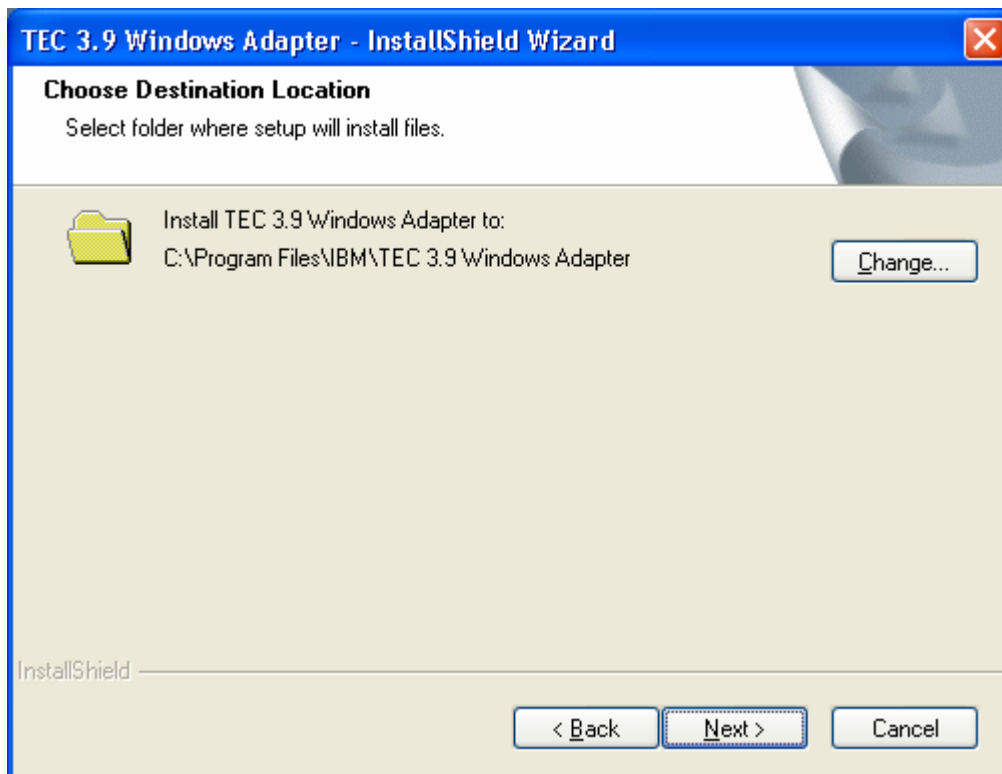 TEC 3.9 Windows Adapter - InstallShield Wizard
Choose Destination Location
Select folder where setup will install files.
Install TEC 3.9 Windows Adapter to:
C:\Program Files\IBM\TEC 3.9 Windows Adapter
Change...
InstallShield
< Back
Next >
Cancel